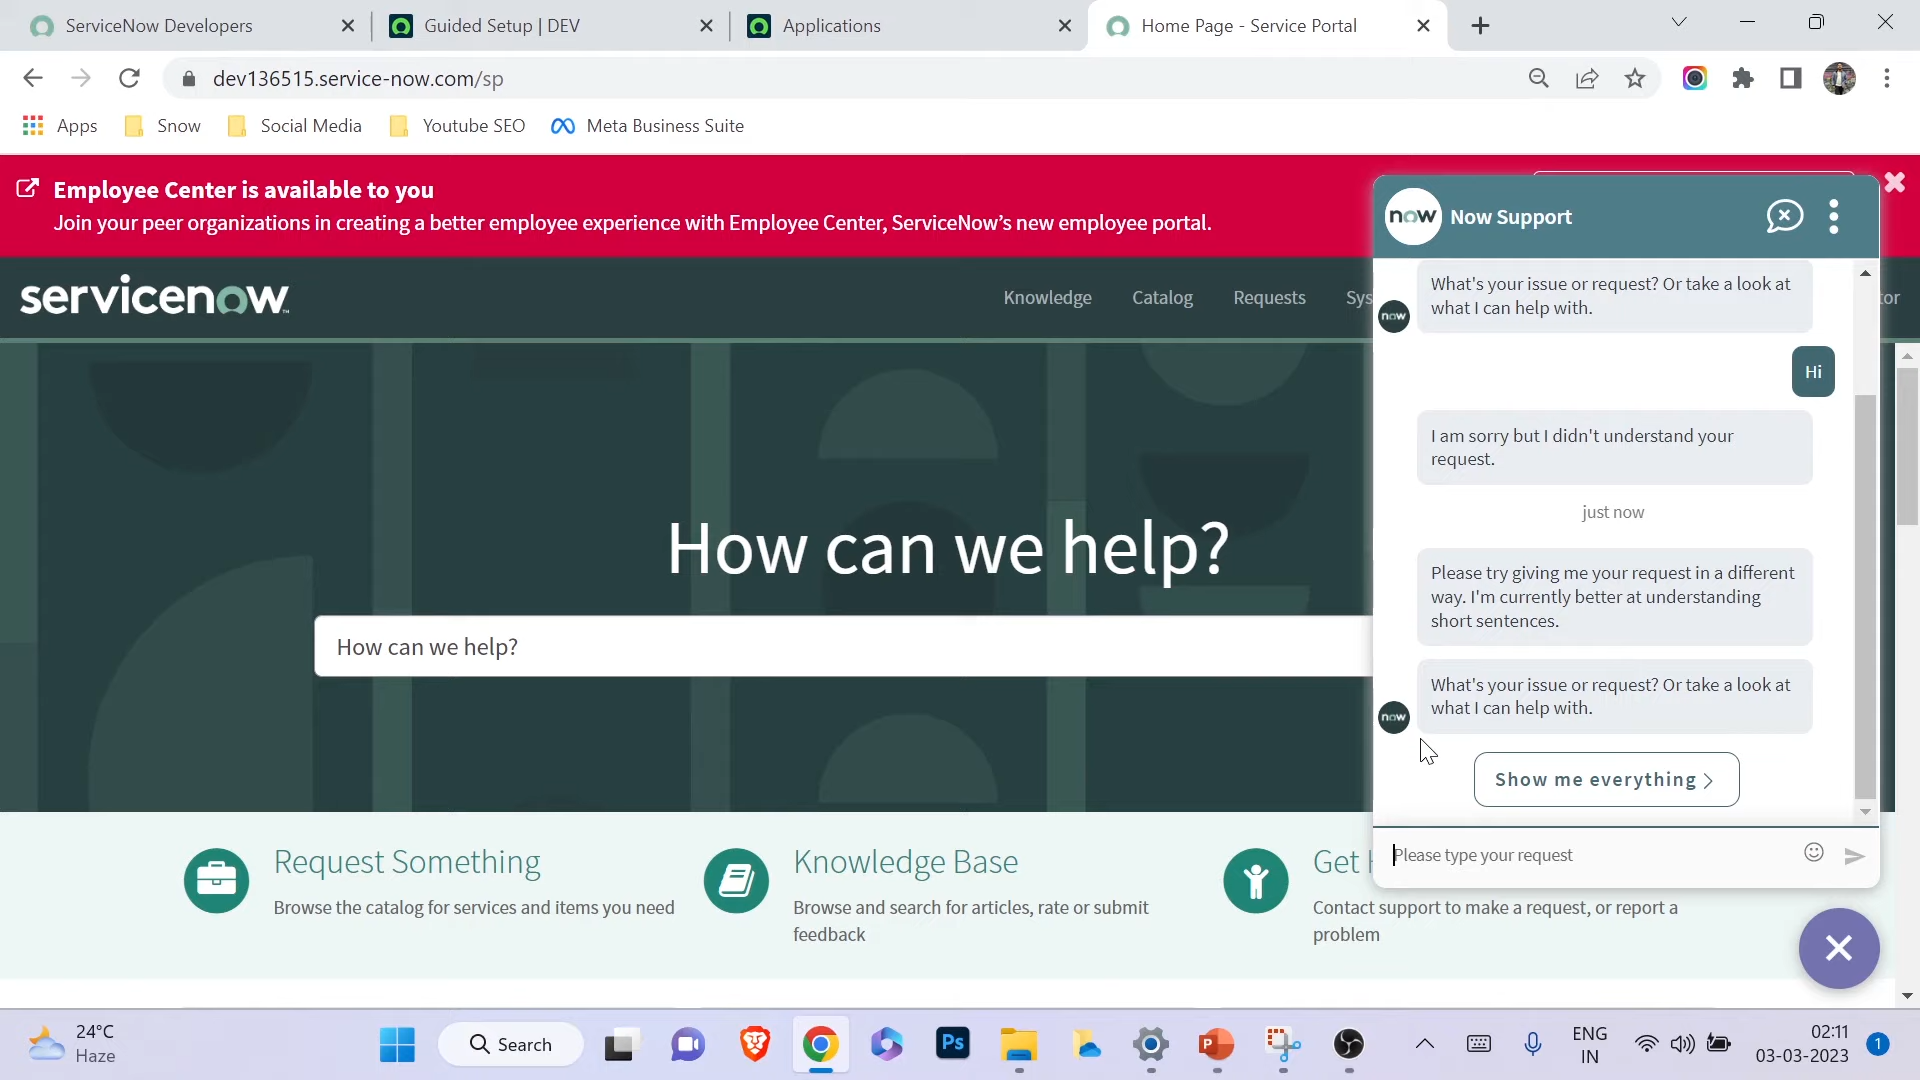 ServiceNow Developers
Guided Setup | DEV
Applications
Home Page - Service Portal
dev136515.service-now.com/sp
Apps
Snow
Social Media
Youtube SEO
Meta Business Suite
Employee Center is available to you
Join your peer organizations in creating a better employee experience with Employee Center, ServiceNow's new employee portal.
servicenow
Knowledge
Catalog
Requests
Sys
tor
How can we help?
How can we help?
now
Now Support
What's your issue or request? Or take a look at
what I can help with.
now
Hi
I am sorry but I didn't understand your
request.
just now
Please try giving me your request in a different
way. I'm currently better at understanding
short sentences.
What's your issue or request? Or take a look at
what I can help with.
now
Show me everything
Please type your request
Request Something
Browse the catalog for services and items you need
Knowledge Base
Browse and search for articles, rate or submit
feedback
Get
Contact support to make a request, or report a
problem
24°C
Haze
Search
Ps
P
ENG
IN
02:11
03-03-2023
1